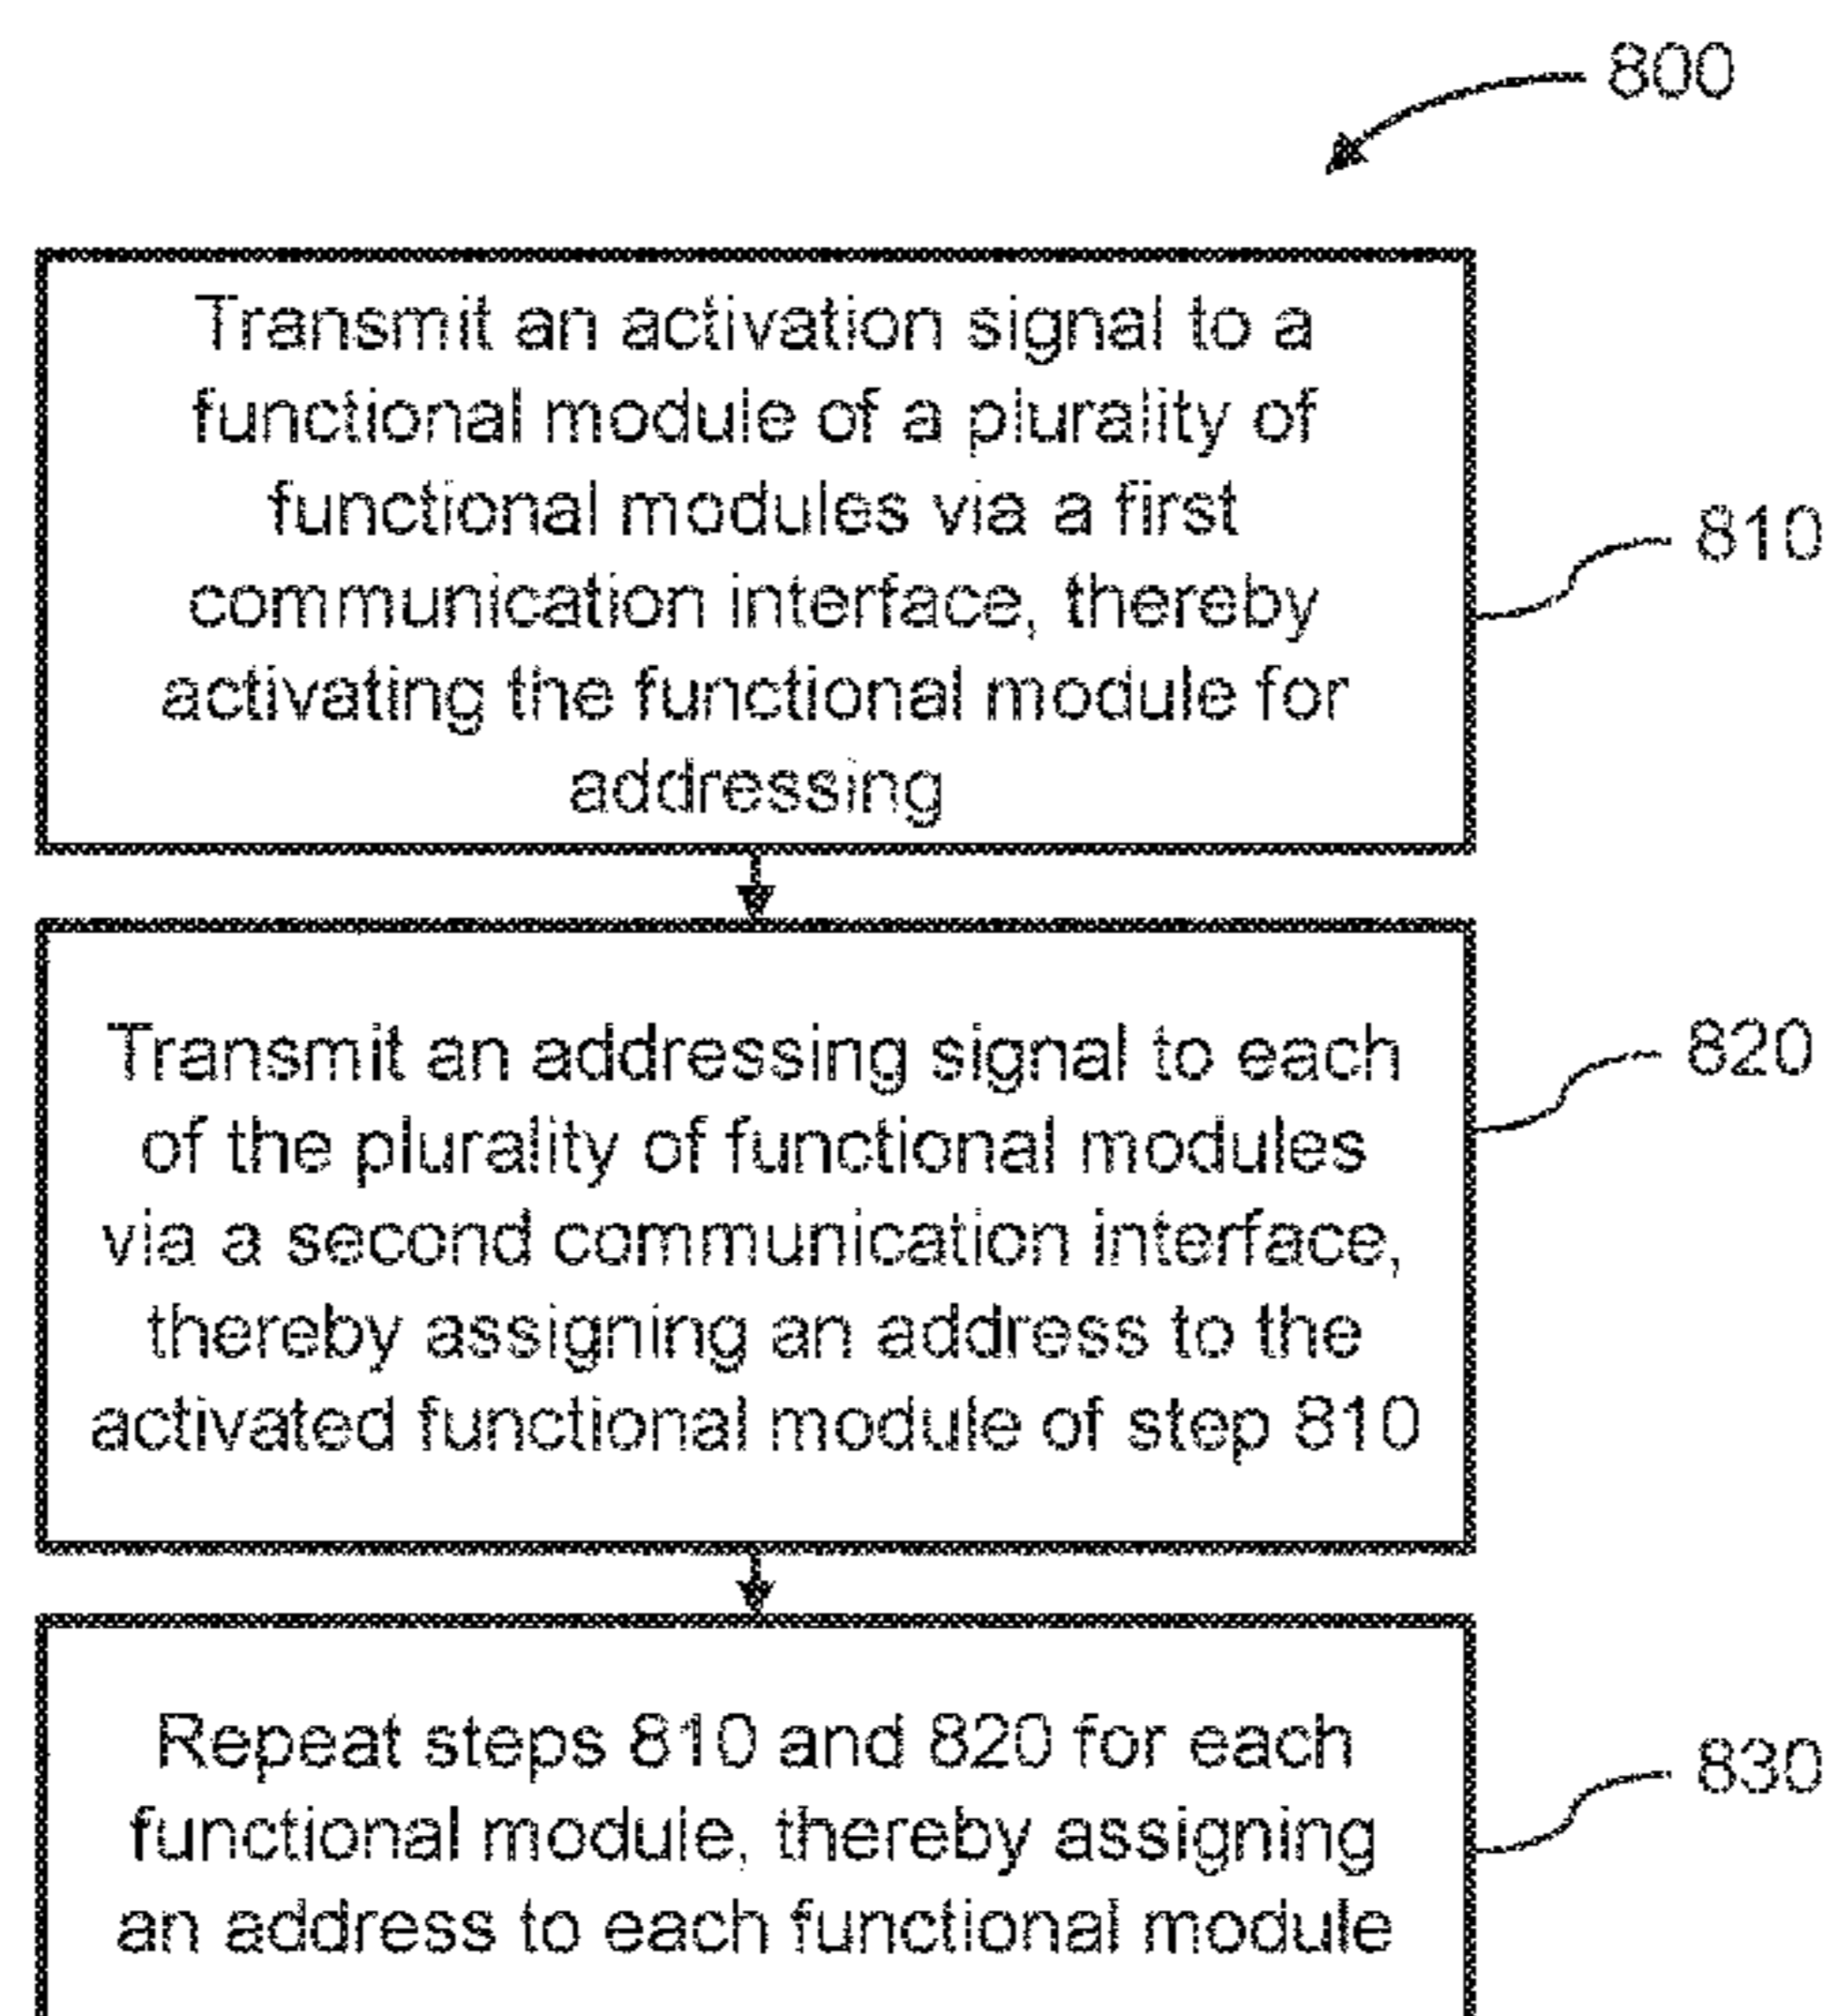 800
Transmit an activation signal to a
functional module of a plurality of
functional modules via a first
communication interface, thereby
activating the functional module for
addressing
810
Transmit an addressing signal to each
of the plurality of functional modules
via a second communication interface,
thereby assigning an address to the
activated functional module of step 810
820
Repeat steps 810 and 820 for each
functional module, thereby assigning
an address to each functional module
830